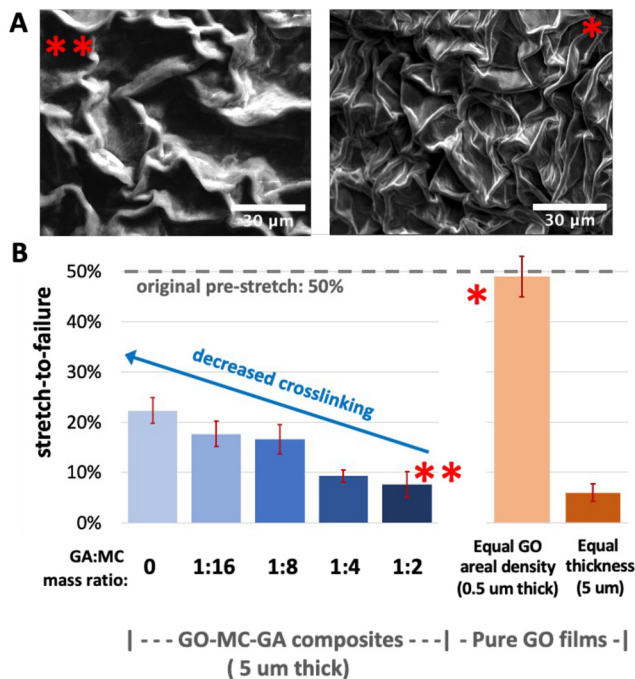 A
**
*
30 µm
30 µm
B
50%
original pre-stretch: 50%
*
40%
30%
decreased crosslinking
20%
10%
**
0%
stretch-to-failure
GA:MC
mass ratio:
0
1:16
1:8
1:4
1:2
Equal GO
areal density
(0.5 um thick)
Equal
thickness
(5 um)
| - - - GO-MC-GA composites - - - | - Pure GO films - |
( 5 um thick)